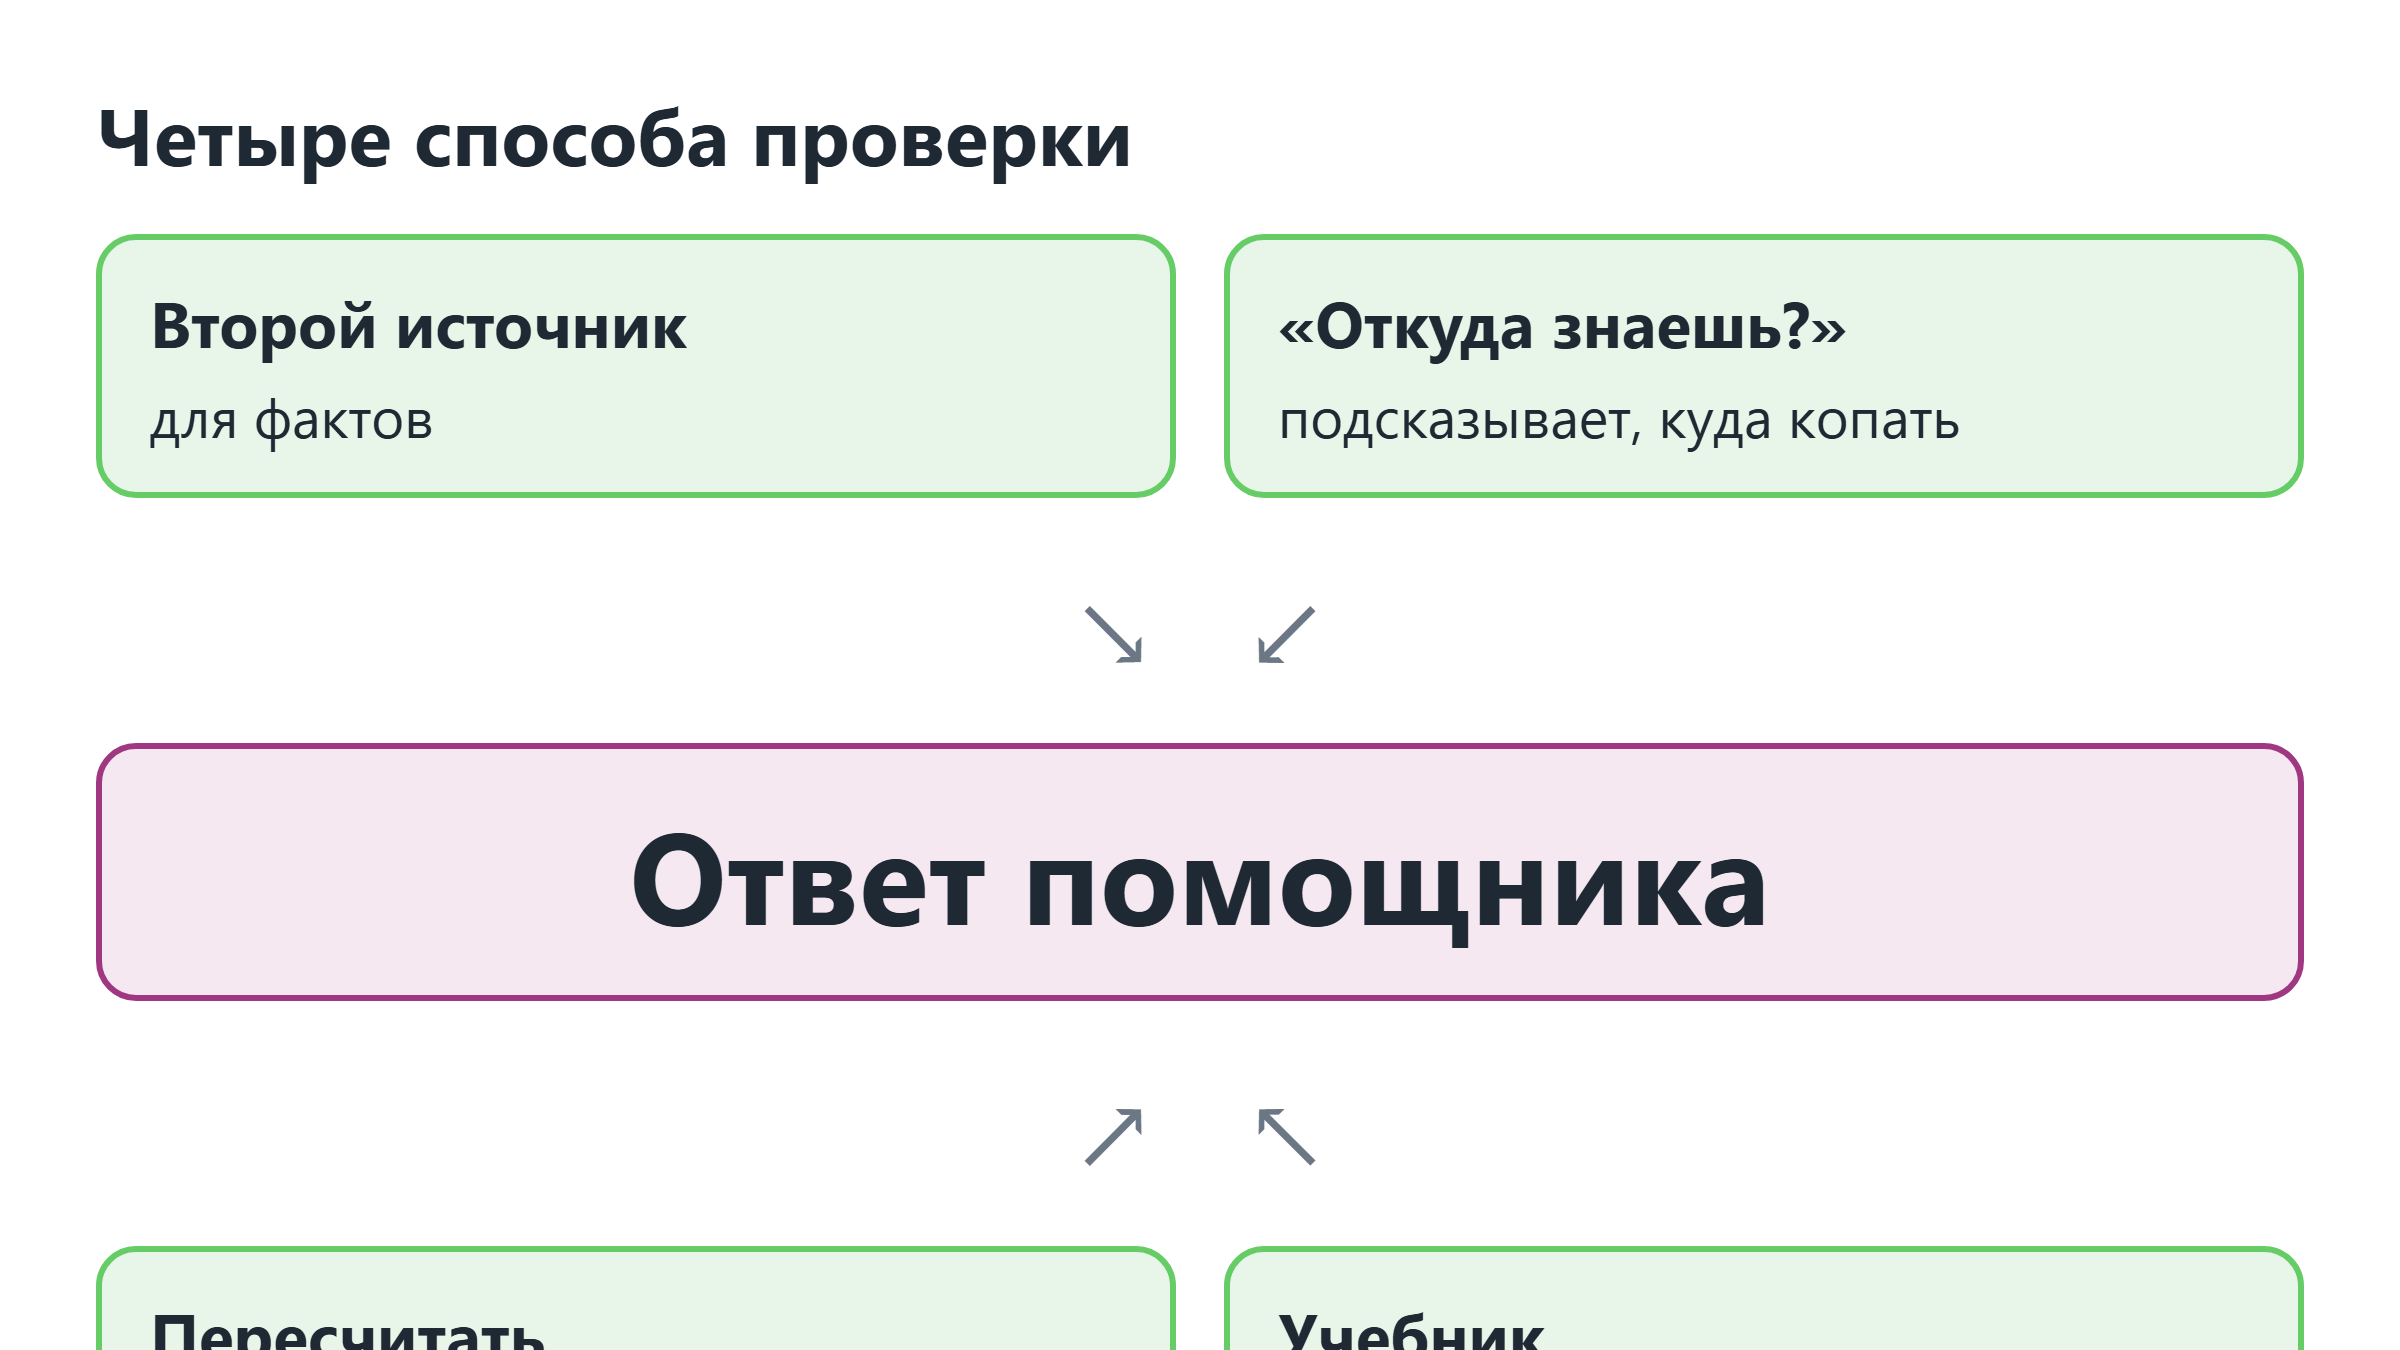 Четыре способа проверки
Второй источник
для фактов
«Откуда знаешь?»
подсказывает, куда копать
Ответ помощника
Пересчитать
Учебник